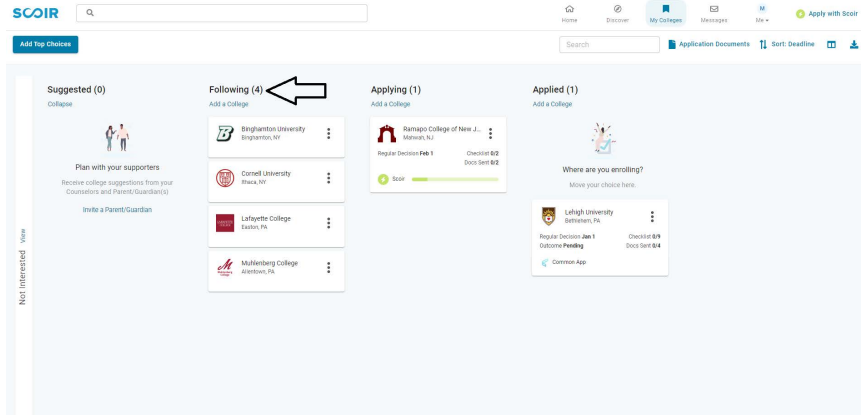 SCOIR
Home
Discover
My Colleges
Messages
M
Me
Apply with Scoir
Add Top Choices
Search
Application Documents
Sort: Deadline
Suggested (0)
Collapse
Plan with your supporters
Receive college suggestions from your
Counselors and Parent/Guardian(s)
Invite a Parent/Guardian
Not Interested View
Following (4)
Add a College
Binghamton University
Binghamton, NY
Cornell University
Ithaca, NY
Lafayette College
Easton, PA
Muhlenberg College
Allentown, PA
Applying (1)
Add a College
Ramapo College of New J...
Mahwah, NJ
Regular Decision Feb 1
Checklist 0/2
Docs Sent 0/2
Scoir
Applied (1)
Add a College
Where are you enrolling?
Move your choice here.
Lehigh University
Bethlehem, PA
Regular Decision Jan 1
Checklist 0/9
Outcome Pending
Docs Sent 0/4
Common App